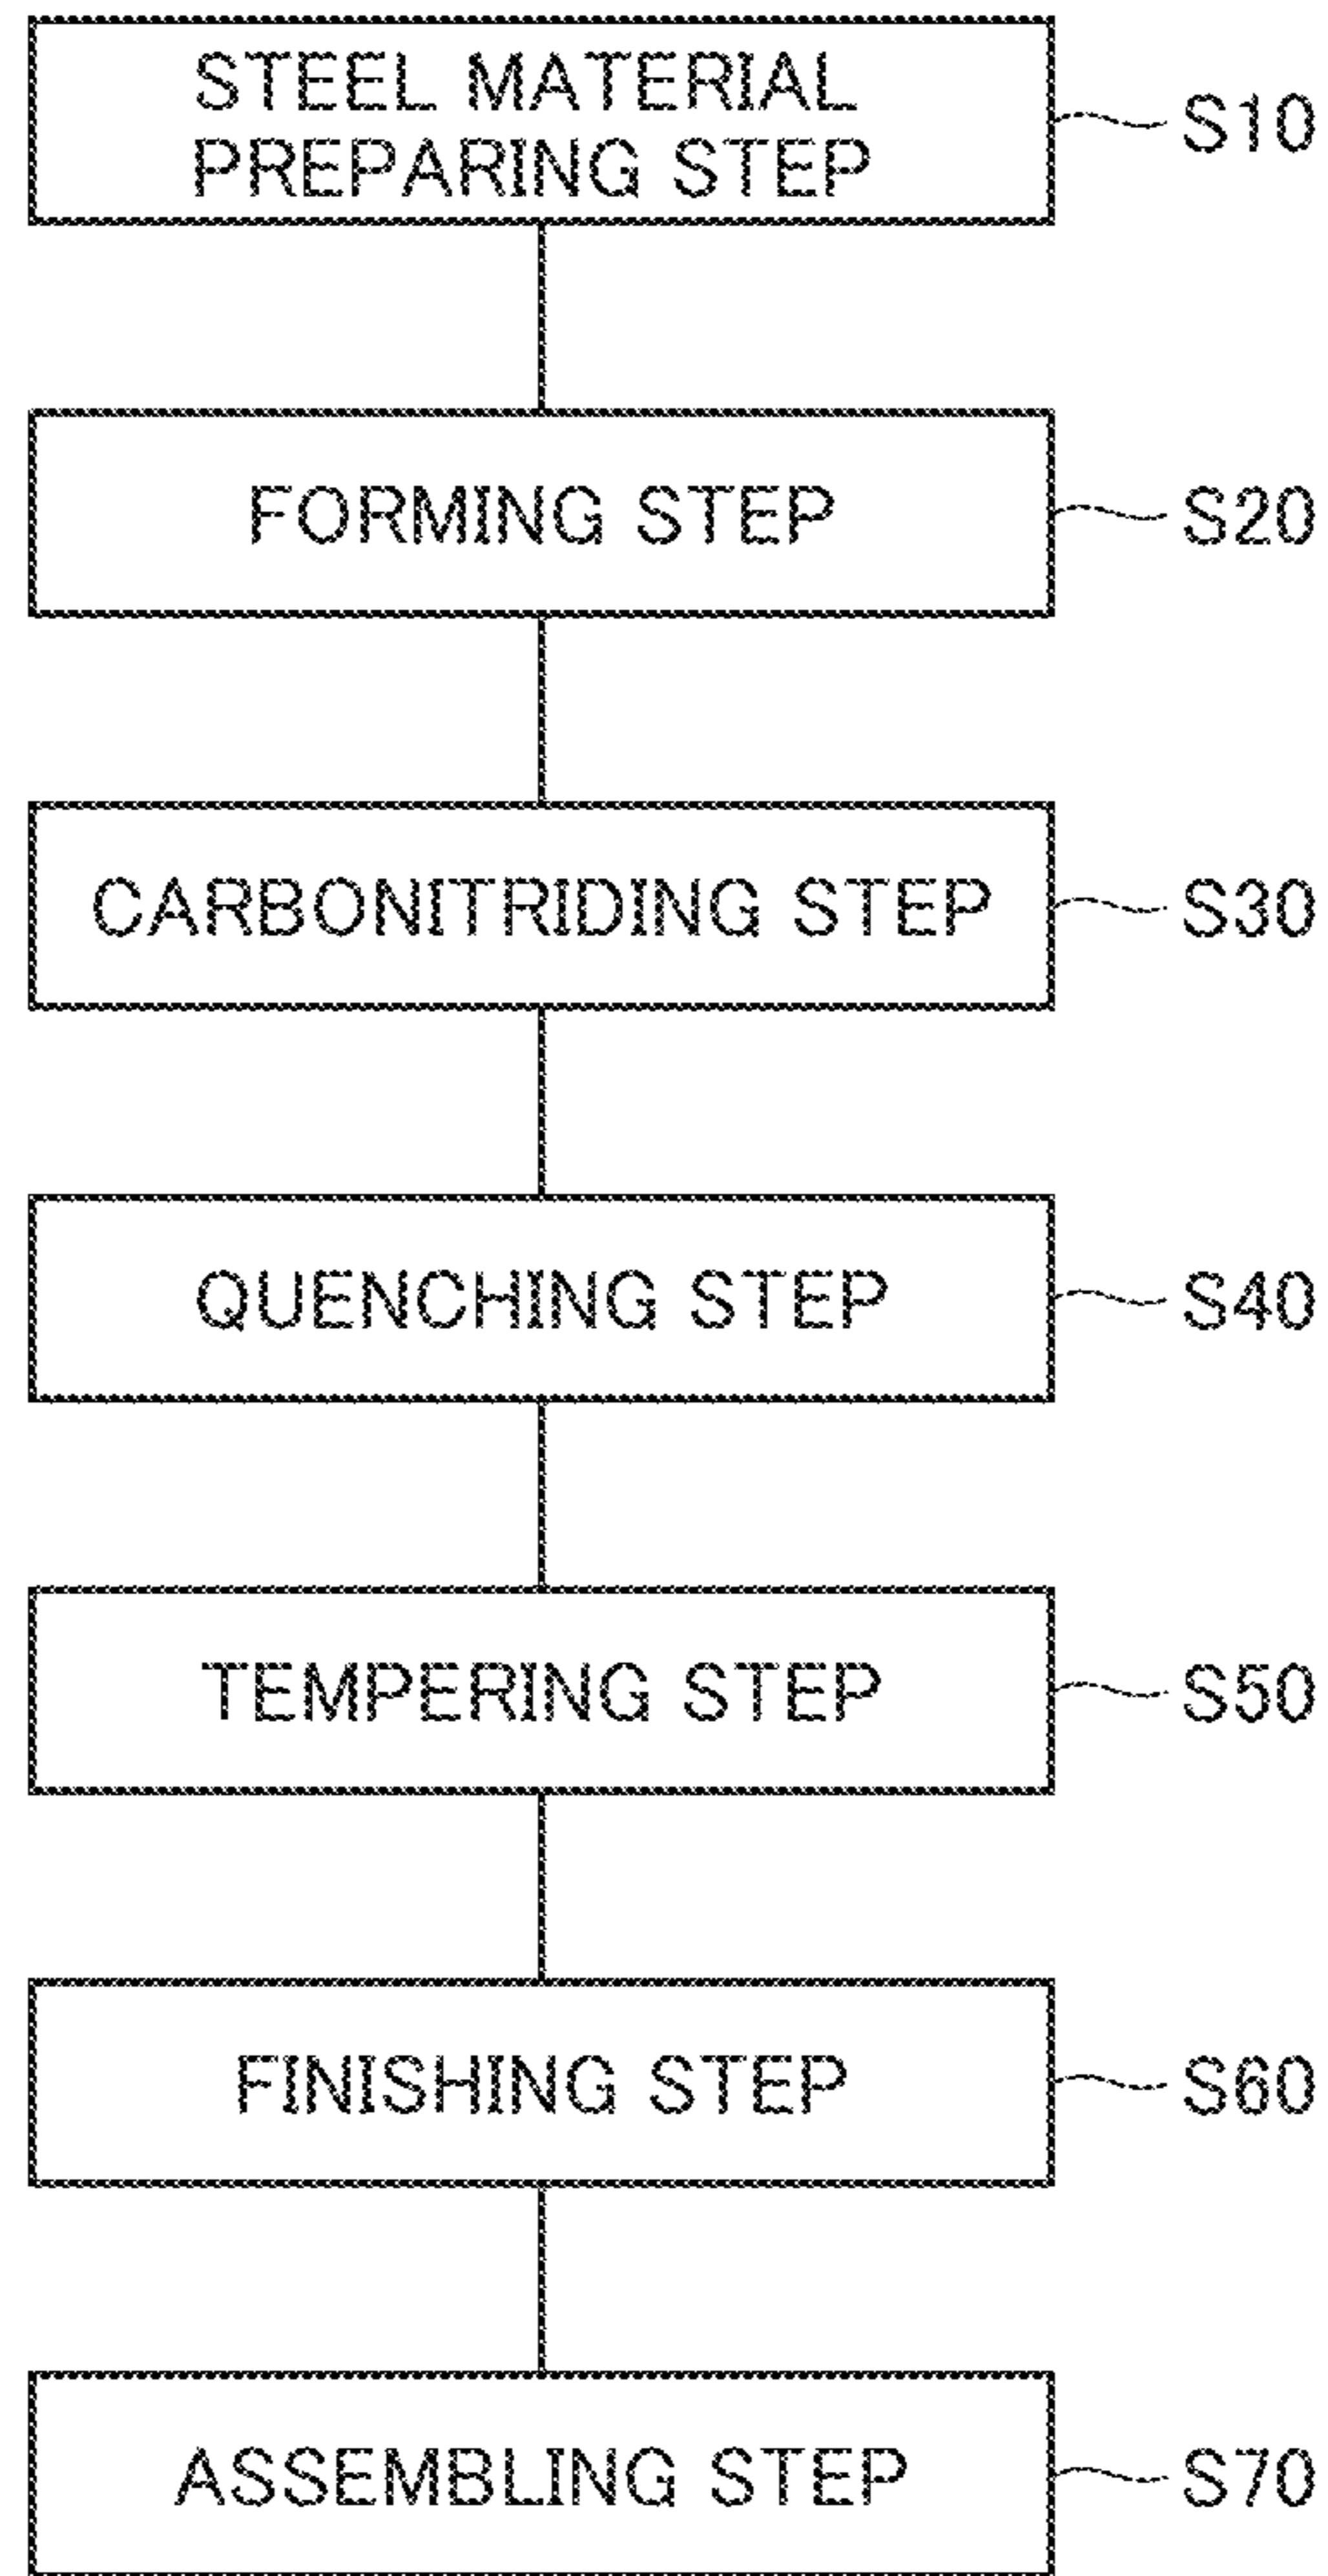 STEEL MATERIAL
PREPARING STEP
S10
FORMING STEP
S20
CARBONITRIDING STEP
S30
QUENCHING STEP
S40
TEMPERING STEP
S50
FINISHING STEP
S60
ASSEMBLING STEP
S70